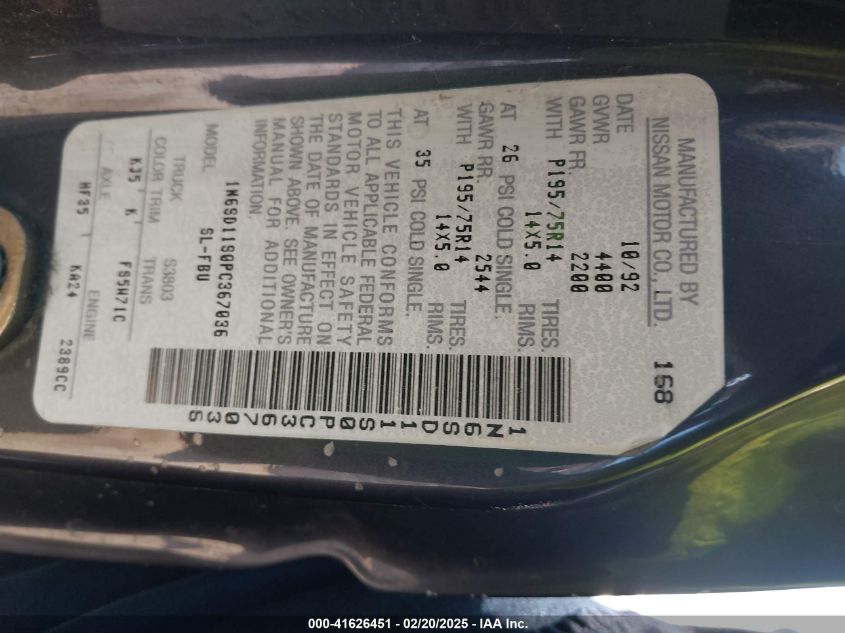 MANUFACTURED BY
NISSAN MOTOR CO., LTD. 158
DATE 10/92
GVWR 4400
GAWR FR. 2200
WITH P195/75R14 TIRES.
14X5.0 RIMS.
AT 26 PSI COLD SINGLE.
GAWR RR. 2544
WITH P195/75R14 TIRES.
14X5.0 RIMS.
AT 35 PSI COLD SINGLE.
THIS VEHICLE CONFORMS
TO ALL APPLICABLE FEDERAL
MOTOR VEHICLE SAFETY
STANDARDS IN EFFECT ON
THE DATE OF MANUFACTURE
SHOWN ABOVE. SEE OWNER'S
MANUAL FOR ADDITIONAL
INFORMATION.
1N6SD11S0PC367036
MODEL SL-FBU
TRUCK S3803
COLOR TRIM TRANS
KJ5 K FS5W71C
AXLE ENGINE
HF35 KA24 2389CC
1N6SD11S0PC367036
000-41626451 - 02/20/2025 - IAA Inc.